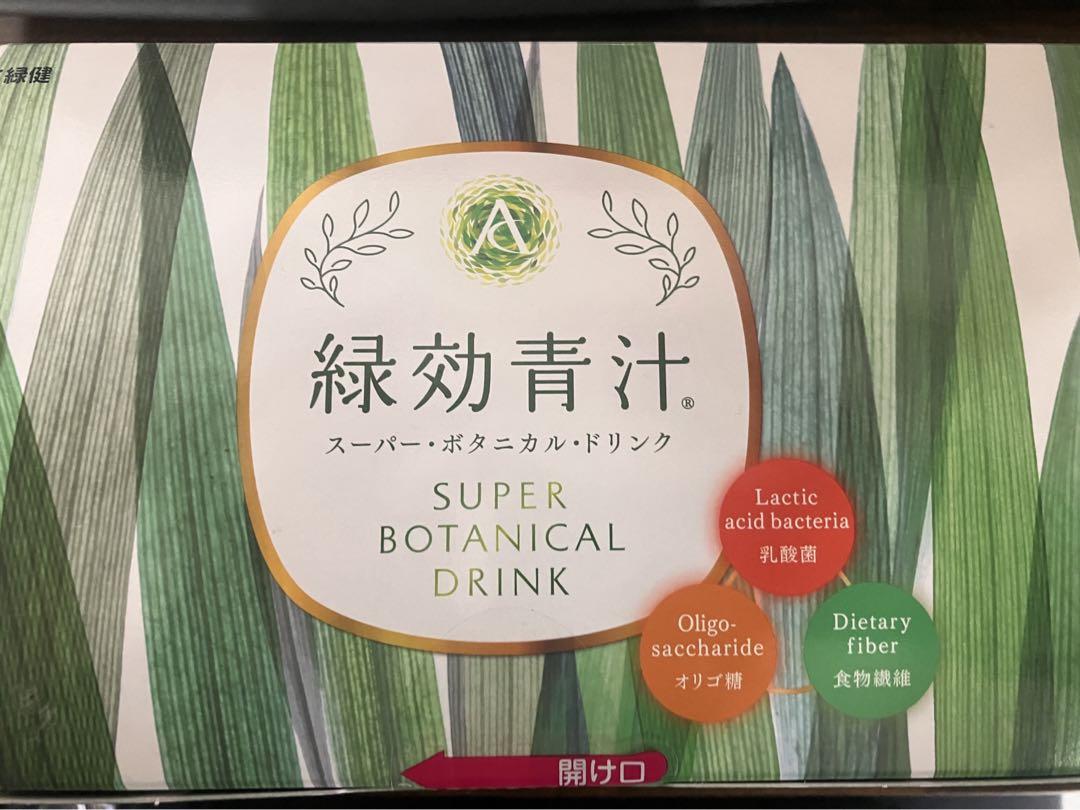 緑健
緑効青汁®
スーパー・ボタニカル・ドリンク
SUPER
BOTANICAL
DRINK
Lactic
acid bacteria
乳酸菌
Oligo-
saccharide
オリゴ糖
Dietary
fiber
食物繊維
開け口